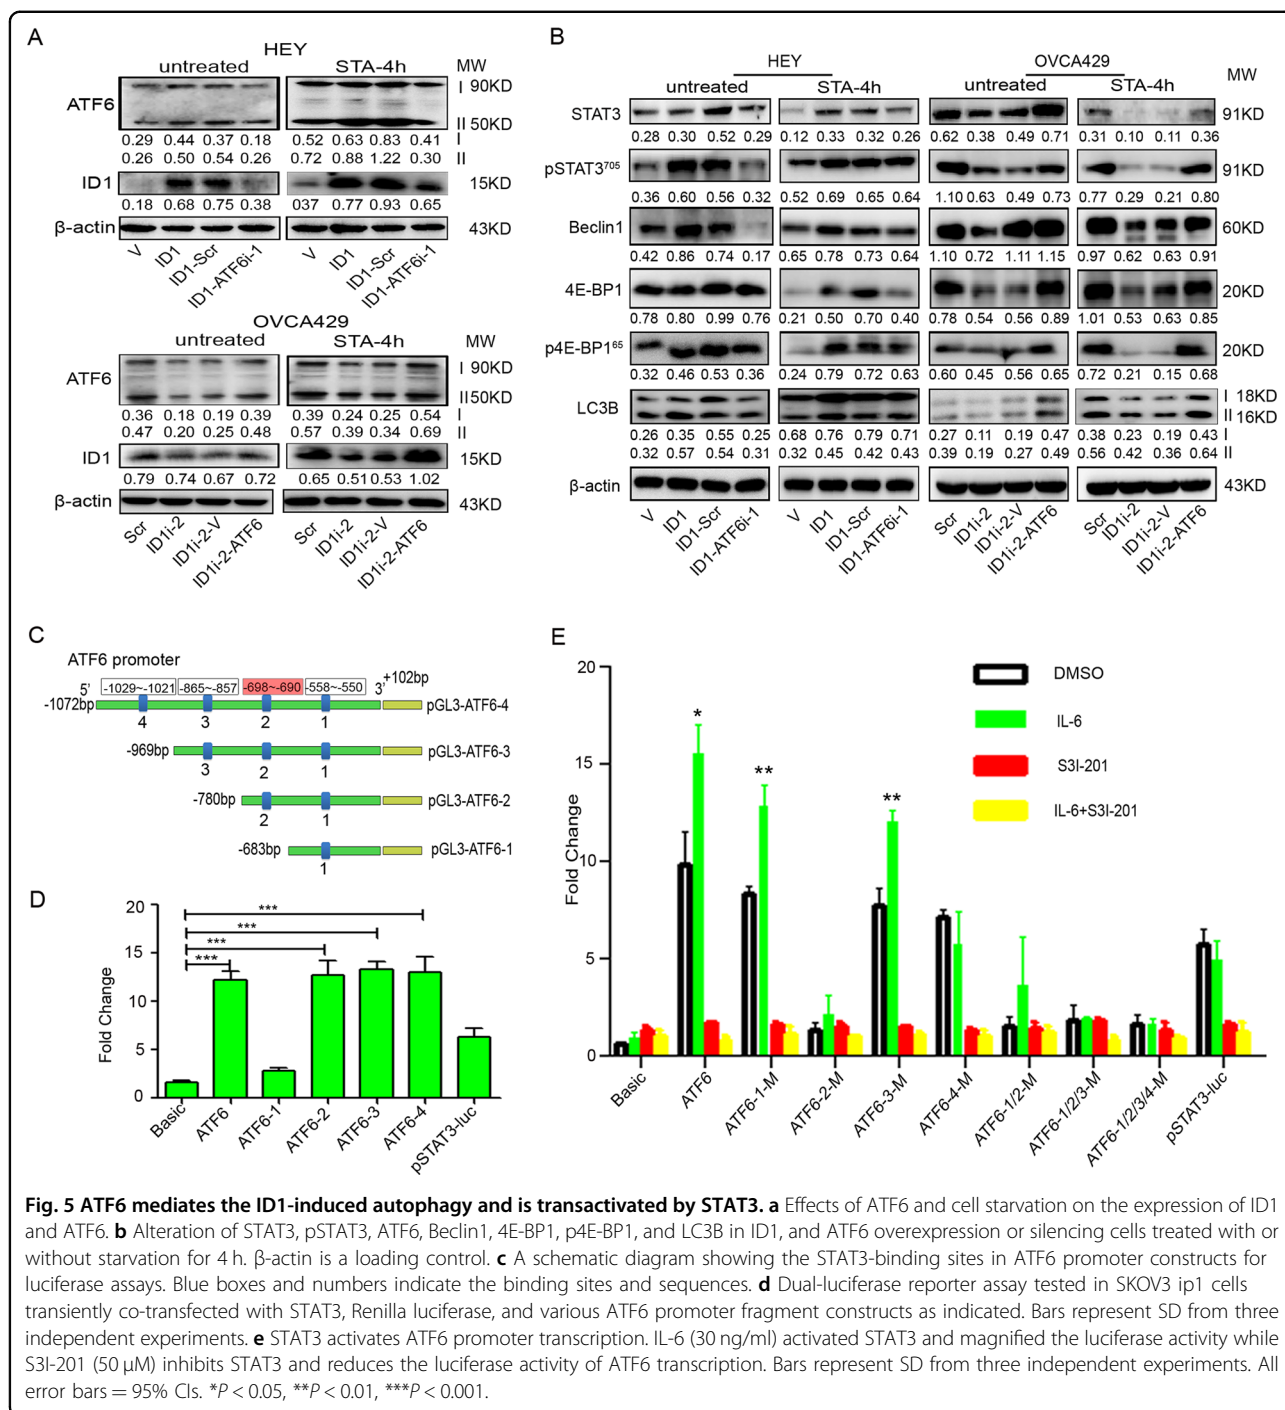 A
HEY
untreated STA-4h MW
ATF6
I 90KD
II 50KD
0.29 0.44 0.37 0.18 0.52 0.63 0.83 0.41 I
0.26 0.50 0.54 0.26 0.72 0.88 1.22 0.30 II
ID1 15KD
0.18 0.68 0.75 0.38 037 0.77 0.93 0.65
β-actin 43KD
V ID1 ID1-Scr ID1-ATF6i-1 V ID1 ID1-Scr ID1-ATF6i-1
OVCA429
untreated STA-4h MW
ATF6
I 90KD
II 50KD
0.36 0.18 0.19 0.39 0.39 0.24 0.25 0.54 I
0.47 0.20 0.25 0.48 0.57 0.39 0.34 0.69 II
ID1 15KD
0.79 0.74 0.67 0.72 0.65 0.51 0.53 1.02
β-actin 43KD
Scr ID1i-2 ID1i-2-V ID1i-2-ATF6 Scr ID1i-2 ID1i-2-V ID1i-2-ATF6
B
HEY OVCA429
untreated STA-4h untreated STA-4h MW
STAT3 91KD
0.28 0.30 0.52 0.29 0.12 0.33 0.32 0.26 0.62 0.38 0.49 0.71 0.31 0.10 0.11 0.36
pSTAT3705 91KD
0.36 0.60 0.56 0.32 0.52 0.69 0.65 0.64 1.10 0.63 0.49 0.73 0.77 0.29 0.21 0.80
Beclin1 60KD
0.42 0.86 0.74 0.17 0.65 0.78 0.73 0.64 1.10 0.72 1.11 1.15 0.97 0.62 0.63 0.91
4E-BP1 20KD
0.78 0.80 0.99 0.76 0.21 0.50 0.70 0.40 0.78 0.54 0.56 0.89 1.01 0.53 0.63 0.85
p4E-BP165 20KD
0.32 0.46 0.53 0.36 0.24 0.79 0.72 0.63 0.60 0.45 0.56 0.65 0.72 0.21 0.15 0.68
LC3B
I 18KD
II 16KD
0.26 0.35 0.55 0.25 0.68 0.76 0.79 0.71 0.27 0.11 0.19 0.47 0.38 0.23 0.19 0.43 I
0.32 0.57 0.54 0.31 0.32 0.45 0.42 0.43 0.39 0.19 0.27 0.49 0.56 0.42 0.36 0.64 II
β-actin 43KD
V ID1 ID1-Scr ID1-ATF6i-1 V ID1 ID1-Scr ID1-ATF6i-1 Scr ID1i-2 ID1i-2-V ID1i-2-ATF6 Scr ID1i-2 ID1i-2-V ID1i-2-ATF6
C
ATF6 promoter
5' -1029~-1021 -865~-857 -698~-690 -558~-550 3' +102bp
-1072bp pGL3-ATF6-4
4 3 2 1
-969bp pGL3-ATF6-3
3 2 1
-780bp pGL3-ATF6-2
2 1
-683bp pGL3-ATF6-1
1
D
Fold Change
20
15
10
5
0
***
***
***
***
Basic ATF6 ATF6-1 ATF6-2 ATF6-3 ATF6-4 pSTAT3-luc
E
Fold Change
20
15
10
5
0
* ** **
DMSO
IL-6
S3I-201
IL-6+S3I-201
Basic ATF6 ATF6-1-M ATF6-2-M ATF6-3-M ATF6-4-M ATF6-1/2-M ATF6-1/2/3-M ATF6-1/2/3/4-M pSTAT3-luc
Fig. 5 ATF6 mediates the ID1-induced autophagy and is transactivated by STAT3. a Effects of ATF6 and cell starvation on the expression of ID1
and ATF6. b Alteration of STAT3, pSTAT3, ATF6, Beclin1, 4E-BP1, p4E-BP1, and LC3B in ID1, and ATF6 overexpression or silencing cells treated with or
without starvation for 4 h. β-actin is a loading control. c A schematic diagram showing the STAT3-binding sites in ATF6 promoter constructs for
luciferase assays. Blue boxes and numbers indicate the binding sites and sequences. d Dual-luciferase reporter assay tested in SKOV3 ip1 cells
transiently co-transfected with STAT3, Renilla luciferase, and various ATF6 promoter fragment constructs as indicated. Bars represent SD from three
independent experiments. e STAT3 activates ATF6 promoter transcription. IL-6 (30 ng/ml) activated STAT3 and magnified the luciferase activity while
S3I-201 (50 μM) inhibits STAT3 and reduces the luciferase activity of ATF6 transcription. Bars represent SD from three independent experiments. All
error bars = 95% CIs. *P < 0.05, **P < 0.01, ***P < 0.001.